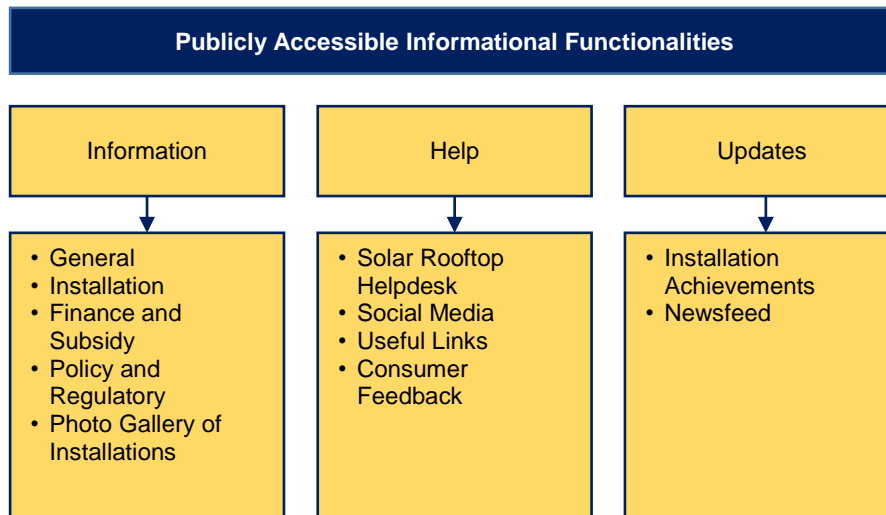 Publicly Accessible Informational Functionalities
Information
Help
Updates
• General
• Installation
• Finance and
Subsidy
• Policy and
Regulatory
• Photo Gallery of
Installations
• Solar Rooftop
Helpdesk
• Social Media
• Useful Links
• Consumer
Feedback
• Installation
Achievements
• Newsfeed